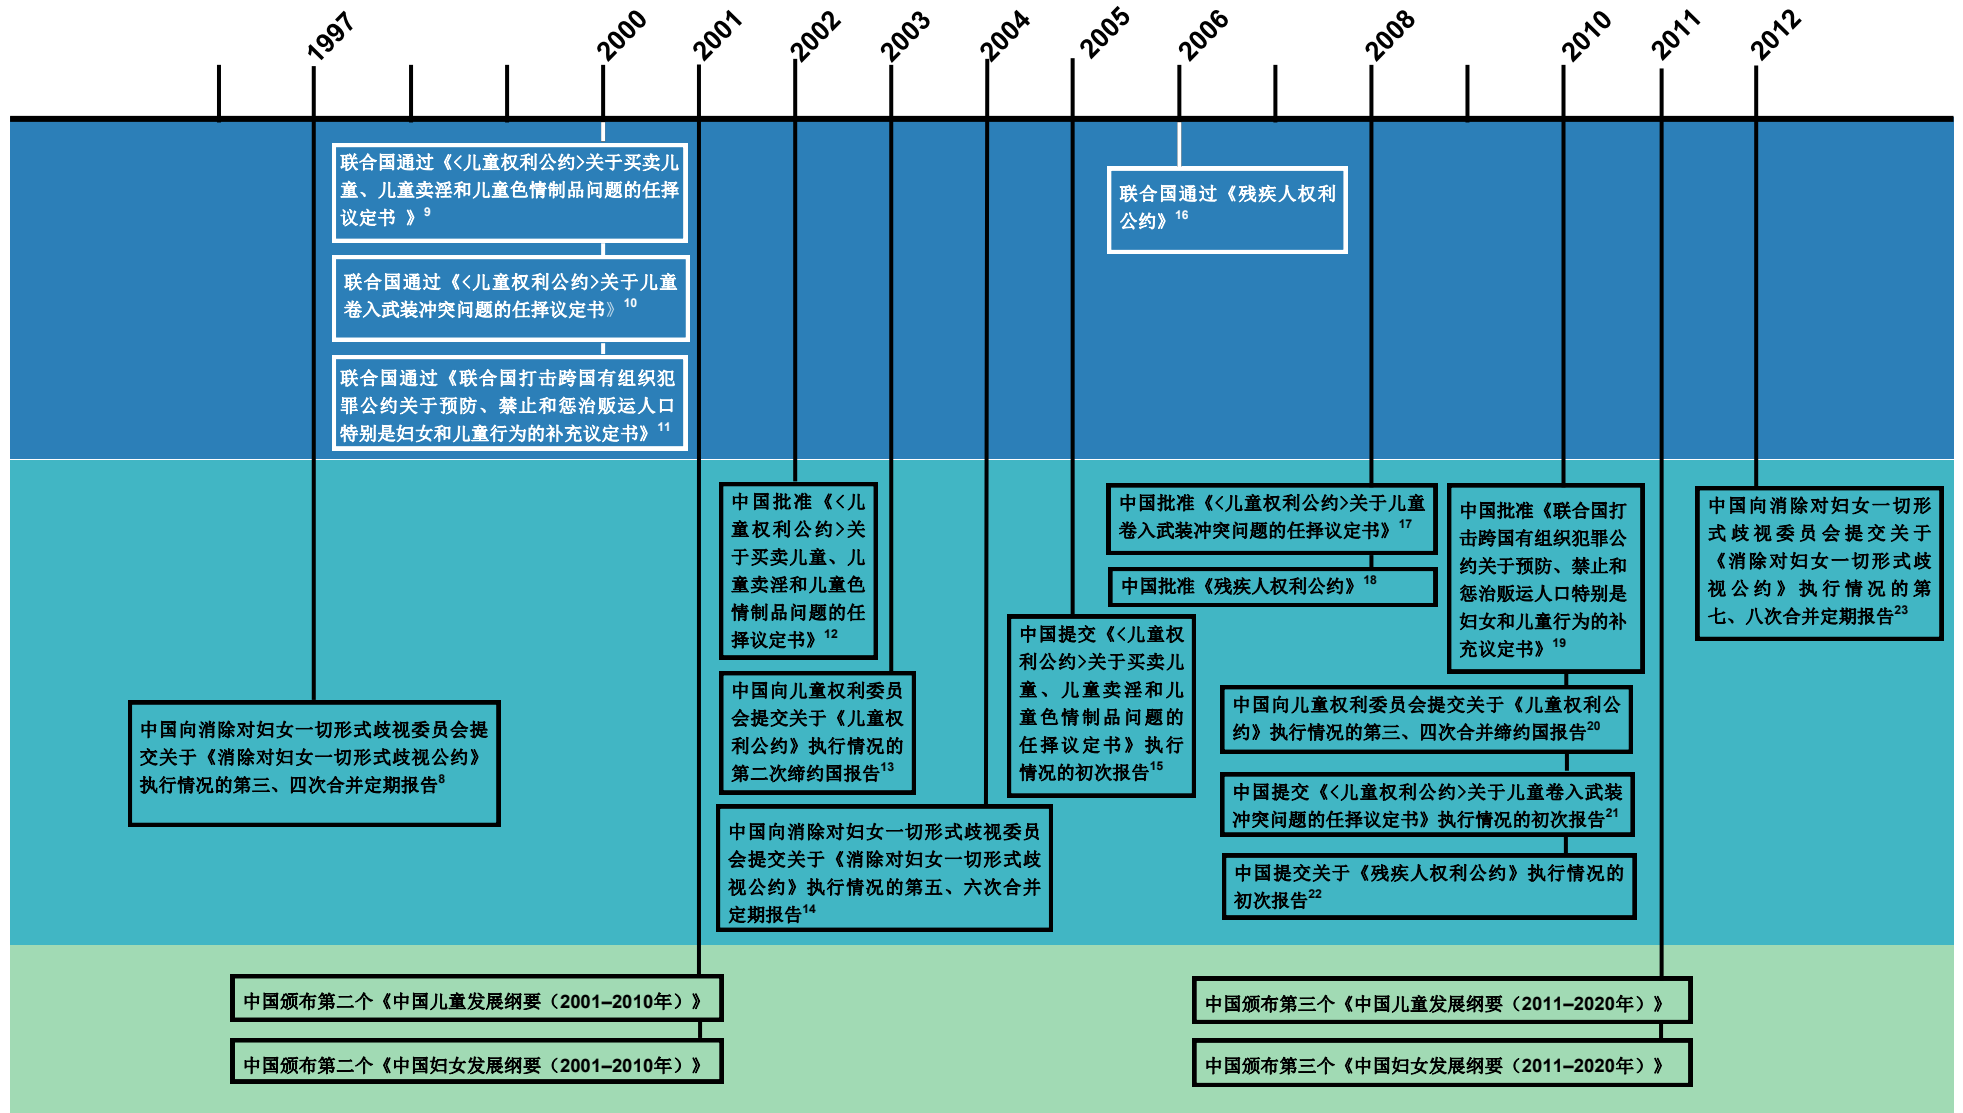 1997
2000
2001
2002
2003
2004
2005
2006
2008
2010
2011
2012
联合国通过《<儿童权利公约>关于买卖儿
童、儿童卖淫和儿童色情制品问题的任择
议定书 》9
联合国通过《<儿童权利公约>关于儿童
卷入武装冲突问题的任择议定书》10
联合国通过《联合国打击跨国有组织犯
罪公约关于预防、禁止和惩治贩运人口
特别是妇女和儿童行为的补充议定书》11
联合国通过《残疾人权利
公约》16
中国向消除对妇女一切形式歧视委员会提
交关于《消除对妇女一切形式歧视公约》
执行情况的第三、四次合并定期报告8
中国批准《<儿
童权利公约>关
于买卖儿童、儿
童卖淫和儿童色
情制品问题的任
择议定书》12
中国向儿童权利委员
会提交关于《儿童权
利公约》执行情况的
第二次缔约国报告13
中国向消除对妇女一切形式歧视委员
会提交关于《消除对妇女一切形式歧
视公约》执行情况的第五、六次合并
定期报告14
中国提交《<儿童权
利公约>关于买卖儿
童、儿童卖淫和儿
童色情制品问题的
任择议定书》执行
情况的初次报告15
中国批准《<儿童权利公约>关于儿童
卷入武装冲突问题的任择议定书》17
中国批准《残疾人权利公约》18
中国批准《联合国打
击跨国有组织犯罪公
约关于预防、禁止和
惩治贩运人口特别是
妇女和儿童行为的补
充议定书》19
中国向儿童权利委员会提交关于《儿童权利公
约》执行情况的第三、四次合并缔约国报告20
中国提交《<儿童权利公约>关于儿童卷入武装
冲突问题的任择议定书》执行情况的初次报告21
中国提交关于《残疾人权利公约》执行情况的
初次报告22
中国向消除对妇女一切形
式歧视委员会提交关于
《消除对妇女一切形式歧
视公约》执行情况的第
七、八次合并定期报告23
中国颁布第二个《中国儿童发展纲要（2001–2010年）》
中国颁布第二个《中国妇女发展纲要（2001–2010年）》
中国颁布第三个《中国儿童发展纲要（2011–2020年）》
中国颁布第三个《中国妇女发展纲要（2011–2020年）》